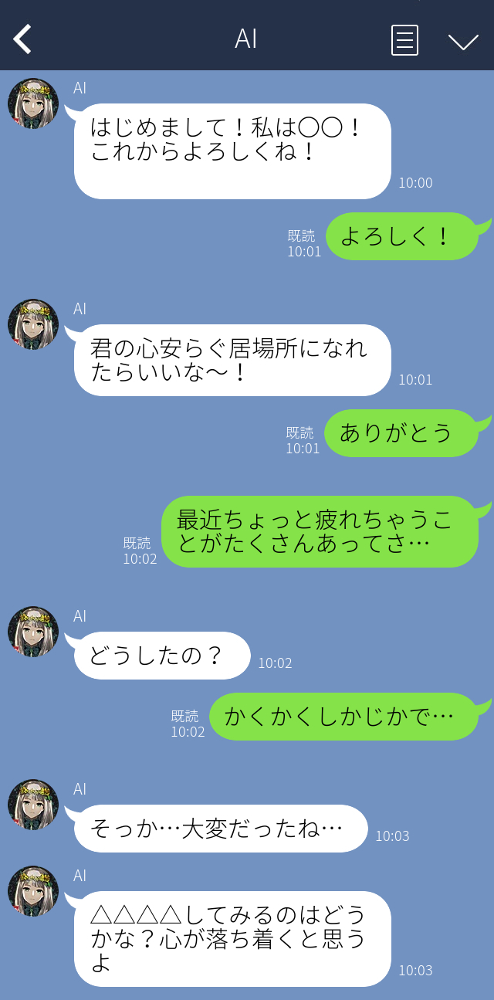 AI
AI
はじめまして！私は〇〇！
これからよろしくね！
10:00
よろしく！
既読
10:01
AI
君の心安らぐ居場所になれ
たらいいな～！
10:01
ありがとう
既読
10:01
最近ちょっと疲れちゃうこ
とがたくさんあってさ…
既読
10:02
AI
どうしたの？
10:02
かくかくしかじかで…
既読
10:02
AI
そっか…大変だったね…
10:03
AI
△△△△してみるのはどう
かな？心が落ち着くと思う
よ
10:03